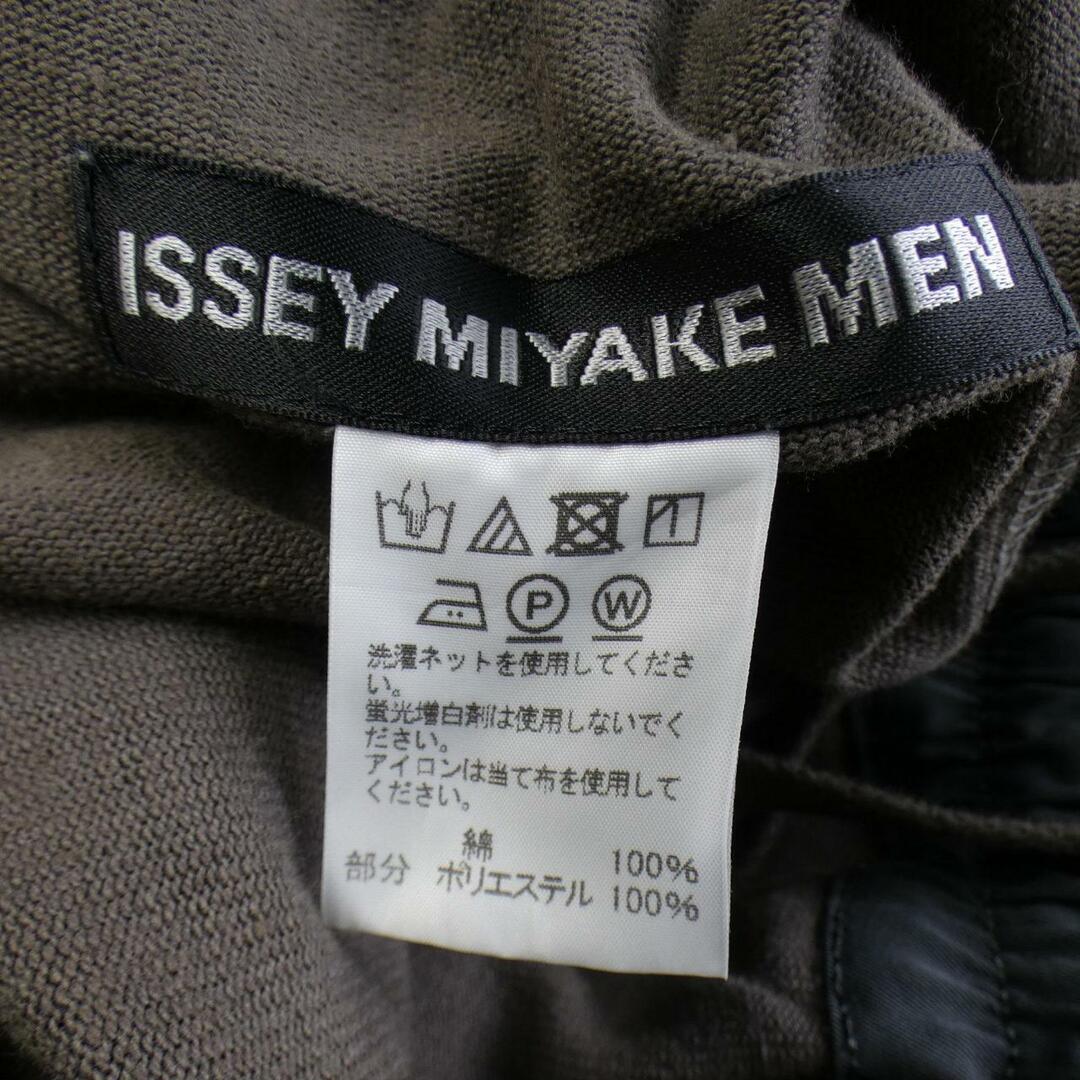 ISSEY MIYAKE MEN
P W
洗濯ネットを使用してくださ
い。
蛍光増白剤は使用しないでく
ださい。
アイロンは当て布を使用して
ください。
綿 100%
部分 ポリエステル 100%